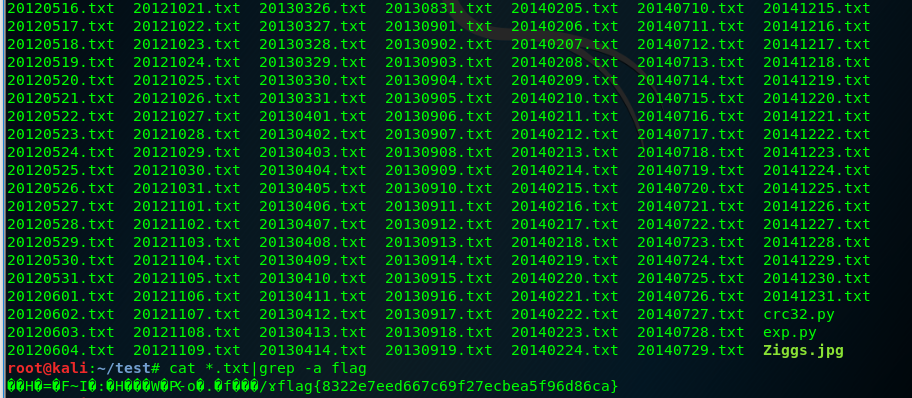 20120516.txt 20121021.txt 20130326.txt 20130831.txt 20140205.txt 20140710.txt 20141215.txt
20120517.txt 20121022.txt 20130327.txt 20130901.txt 20140206.txt 20140711.txt 20141216.txt
20120518.txt 20121023.txt 20130328.txt 20130902.txt 20140207.txt 20140712.txt 20141217.txt
20120519.txt 20121024.txt 20130329.txt 20130903.txt 20140208.txt 20140713.txt 20141218.txt
20120520.txt 20121025.txt 20130330.txt 20130904.txt 20140209.txt 20140714.txt 20141219.txt
20120521.txt 20121026.txt 20130331.txt 20130905.txt 20140210.txt 20140715.txt 20141220.txt
20120522.txt 20121027.txt 20130401.txt 20130906.txt 20140211.txt 20140716.txt 20141221.txt
20120523.txt 20121028.txt 20130402.txt 20130907.txt 20140212.txt 20140717.txt 20141222.txt
20120524.txt 20121029.txt 20130403.txt 20130908.txt 20140213.txt 20140718.txt 20141223.txt
20120525.txt 20121030.txt 20130404.txt 20130909.txt 20140214.txt 20140719.txt 20141224.txt
20120526.txt 20121031.txt 20130405.txt 20130910.txt 20140215.txt 20140720.txt 20141225.txt
20120527.txt 20121101.txt 20130406.txt 20130911.txt 20140216.txt 20140721.txt 20141226.txt
20120528.txt 20121102.txt 20130407.txt 20130912.txt 20140217.txt 20140722.txt 20141227.txt
20120529.txt 20121103.txt 20130408.txt 20130913.txt 20140218.txt 20140723.txt 20141228.txt
20120530.txt 20121104.txt 20130409.txt 20130914.txt 20140219.txt 20140724.txt 20141229.txt
20120531.txt 20121105.txt 20130410.txt 20130915.txt 20140220.txt 20140725.txt 20141230.txt
20120601.txt 20121106.txt 20130411.txt 20130916.txt 20140221.txt 20140726.txt 20141231.txt
20120602.txt 20121107.txt 20130412.txt 20130917.txt 20140222.txt 20140727.txt crc32.py
20120603.txt 20121108.txt 20130413.txt 20130918.txt 20140223.txt 20140728.txt exp.py
20120604.txt 20121109.txt 20130414.txt 20130919.txt 20140224.txt 20140729.txt Ziggs.jpg
root@kali:~/test# cat *.txt|grep -a flag
flag{8322e7eed667c69f27ecbea5f96d86ca}